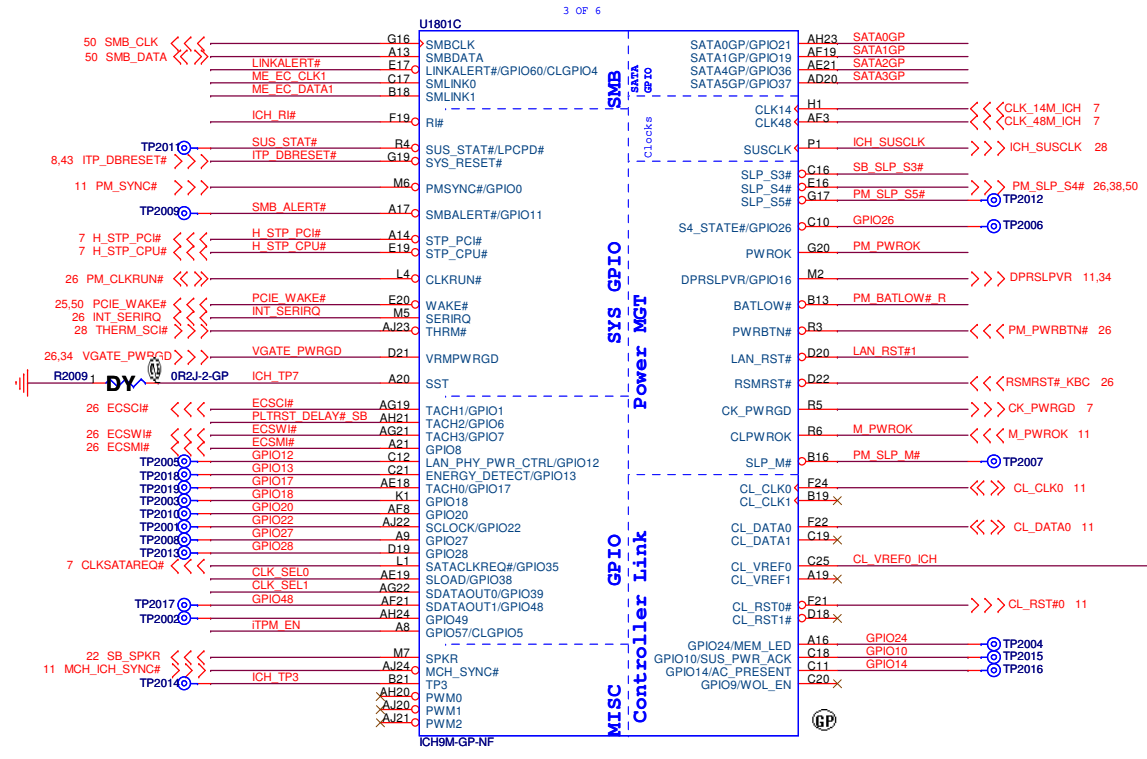 3 OF 6
U1801C
50 SMB_CLK G16 SMBCLK
50 SMB_DATA A13 SMBDATA
LINKALERT# E17 LINKALERT#/GPIO60/CLGPIO4
ME_EC_CLK1 C17 SMLINK0
ME_EC_DATA1 B18 SMLINK1
ICH_RI# F19 RI#
TP2011 SUS_STAT# R4 SUS_STAT#/LPCPD#
8,43 ITP_DBRESET# ITP_DBRESET# G19 SYS_RESET#
11 PM_SYNC# M6 PMSYNC#/GPIO0
TP2009 SMB_ALERT# A17 SMBALERT#/GPIO11
7 H_STP_PCI# H_STP_PCI# A14 STP_PCI#
7 H_STP_CPU# H_STP_CPU# E19 STP_CPU#
26 PM_CLKRUN# L4 CLKRUN#
25,50 PCIE_WAKE# PCIE_WAKE# E20 WAKE#
26 INT_SERIRQ INT_SERIRQ M5 SERIRQ
28 THERM_SCI# AJ23 THRM#
26,34 VGATE_PWRGD VGATE_PWRGD D21 VRMPWRGD
R2009 1 DY 2 0R2J-2-GP ICH_TP7 A20 SST
26 ECSCI# ECSCI# AG19 TACH1/GPIO1
PLTRST_DELAY#_SB AH21 TACH2/GPIO6
26 ECSWI# ECSWI# AG21 TACH3/GPIO7
26 ECSMI# ECSMI# A21 GPIO8
TP2005 GPIO12 C12 LAN_PHY_PWR_CTRL/GPIO12
TP2018 GPIO13 C21 ENERGY_DETECT/GPIO13
TP2019 GPIO17 AE18 TACH0/GPIO17
TP2003 GPIO18 K1 GPIO18
TP2010 GPIO20 AF8 GPIO20
TP2001 GPIO22 AJ22 SCLOCK/GPIO22
TP2008 GPIO27 A9 GPIO27
TP2013 GPIO28 D19 GPIO28
7 CLKSATAREQ# L1 SATACLKREQ#/GPIO35
CLK_SEL0 AE19 SLOAD/GPIO38
CLK_SEL1 AG22 SDATAOUT0/GPIO39
TP2017 GPIO48 AF21 SDATAOUT1/GPIO48
TP2002 AH24 GPIO49
iTPM_EN A8 GPIO57/CLGPIO5
22 SB_SPKR M7 SPKR
11 MCH_ICH_SYNC# AJ24 MCH_SYNC#
TP2014 ICH_TP3 B21 TP3
AH20 PWM0
AJ20 PWM1
AJ21 PWM2
ICH9M-GP-NF
SMB
SATA
GPIO
Clocks
SYS GPIO
Power MGT
GPIO
Controller Link
MISC
SATA0GP/GPIO21 AH23 SATA0GP
SATA1GP/GPIO19 AF19 SATA1GP
SATA4GP/GPIO36 AE21 SATA2GP
SATA5GP/GPIO37 AD20 SATA3GP
CLK14 H1 CLK_14M_ICH 7
CLK48 AF3 CLK_48M_ICH 7
SUSCLK P1 ICH_SUSCLK ICH_SUSCLK 28
SLP_S3# C16 SB_SLP_S3#
SLP_S4# E16 PM_SLP_S4# 26,38,50
SLP_S5# G17 PM_SLP_S5# TP2012
S4_STATE#/GPIO26 C10 GPIO26 TP2006
PWROK G20 PM_PWROK
DPRSLPVR/GPIO16 M2 DPRSLPVR 11,34
BATLOW# B13 PM_BATLOW#_R
PWRBTN# R3 PM_PWRBTN# 26
LAN_RST# D20 LAN_RST#1
RSMRST# D22 RSMRST#_KBC 26
CK_PWRGD R5 CK_PWRGD 7
CLPWROK R6 M_PWROK M_PWROK 11
SLP_M# B16 PM_SLP_M# TP2007
CL_CLK0 F24 CL_CLK0 11
CL_CLK1 B19
CL_DATA0 F22 CL_DATA0 11
CL_DATA1 C19
CL_VREF0 C25 CL_VREF0_ICH
CL_VREF1 A19
CL_RST0# F21 CL_RST#0 11
CL_RST1# D18
GPIO24/MEM_LED A16 GPIO24 TP2004
GPIO10/SUS_PWR_ACK C18 GPIO10 TP2015
GPIO14/AC_PRESENT C11 GPIO14 TP2016
GPIO9/WOL_EN C20
GP